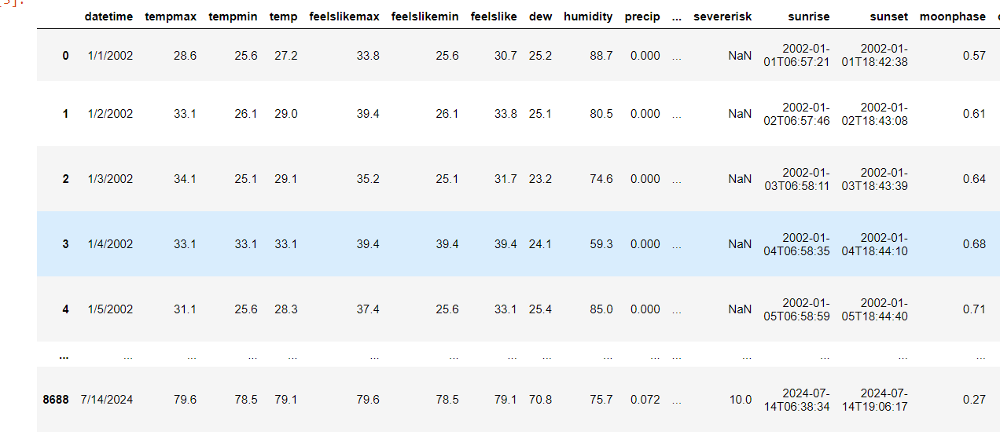 datetime tempmax tempmin temp feelslikemax feelslikemin feelslike dew humidity precip ... severerisk sunrise sunset moonphase
0 1/1/2002 28.6 25.6 27.2 33.8 25.6 30.7 25.2 88.7 0.000 ... NaN 2002-01-01T06:57:21 2002-01-01T18:42:38 0.57
1 1/2/2002 33.1 26.1 29.0 39.4 26.1 33.8 25.1 80.5 0.000 ... NaN 2002-01-02T06:57:46 2002-01-02T18:43:08 0.61
2 1/3/2002 34.1 25.1 29.1 35.2 25.1 31.7 23.2 74.6 0.000 ... NaN 2002-01-03T06:58:11 2002-01-03T18:43:39 0.64
3 1/4/2002 33.1 33.1 33.1 39.4 39.4 39.4 24.1 59.3 0.000 ... NaN 2002-01-04T06:58:35 2002-01-04T18:44:10 0.68
4 1/5/2002 31.1 25.6 28.3 37.4 25.6 33.1 25.4 85.0 0.000 ... NaN 2002-01-05T06:58:59 2002-01-05T18:44:40 0.71
... ... ... ... ... ... ... ... ... ... ... ... ... ... ... ...
8688 7/14/2024 79.6 78.5 79.1 79.6 78.5 79.1 70.8 75.7 0.072 ... 10.0 2024-07-14T06:38:34 2024-07-14T19:06:17 0.27